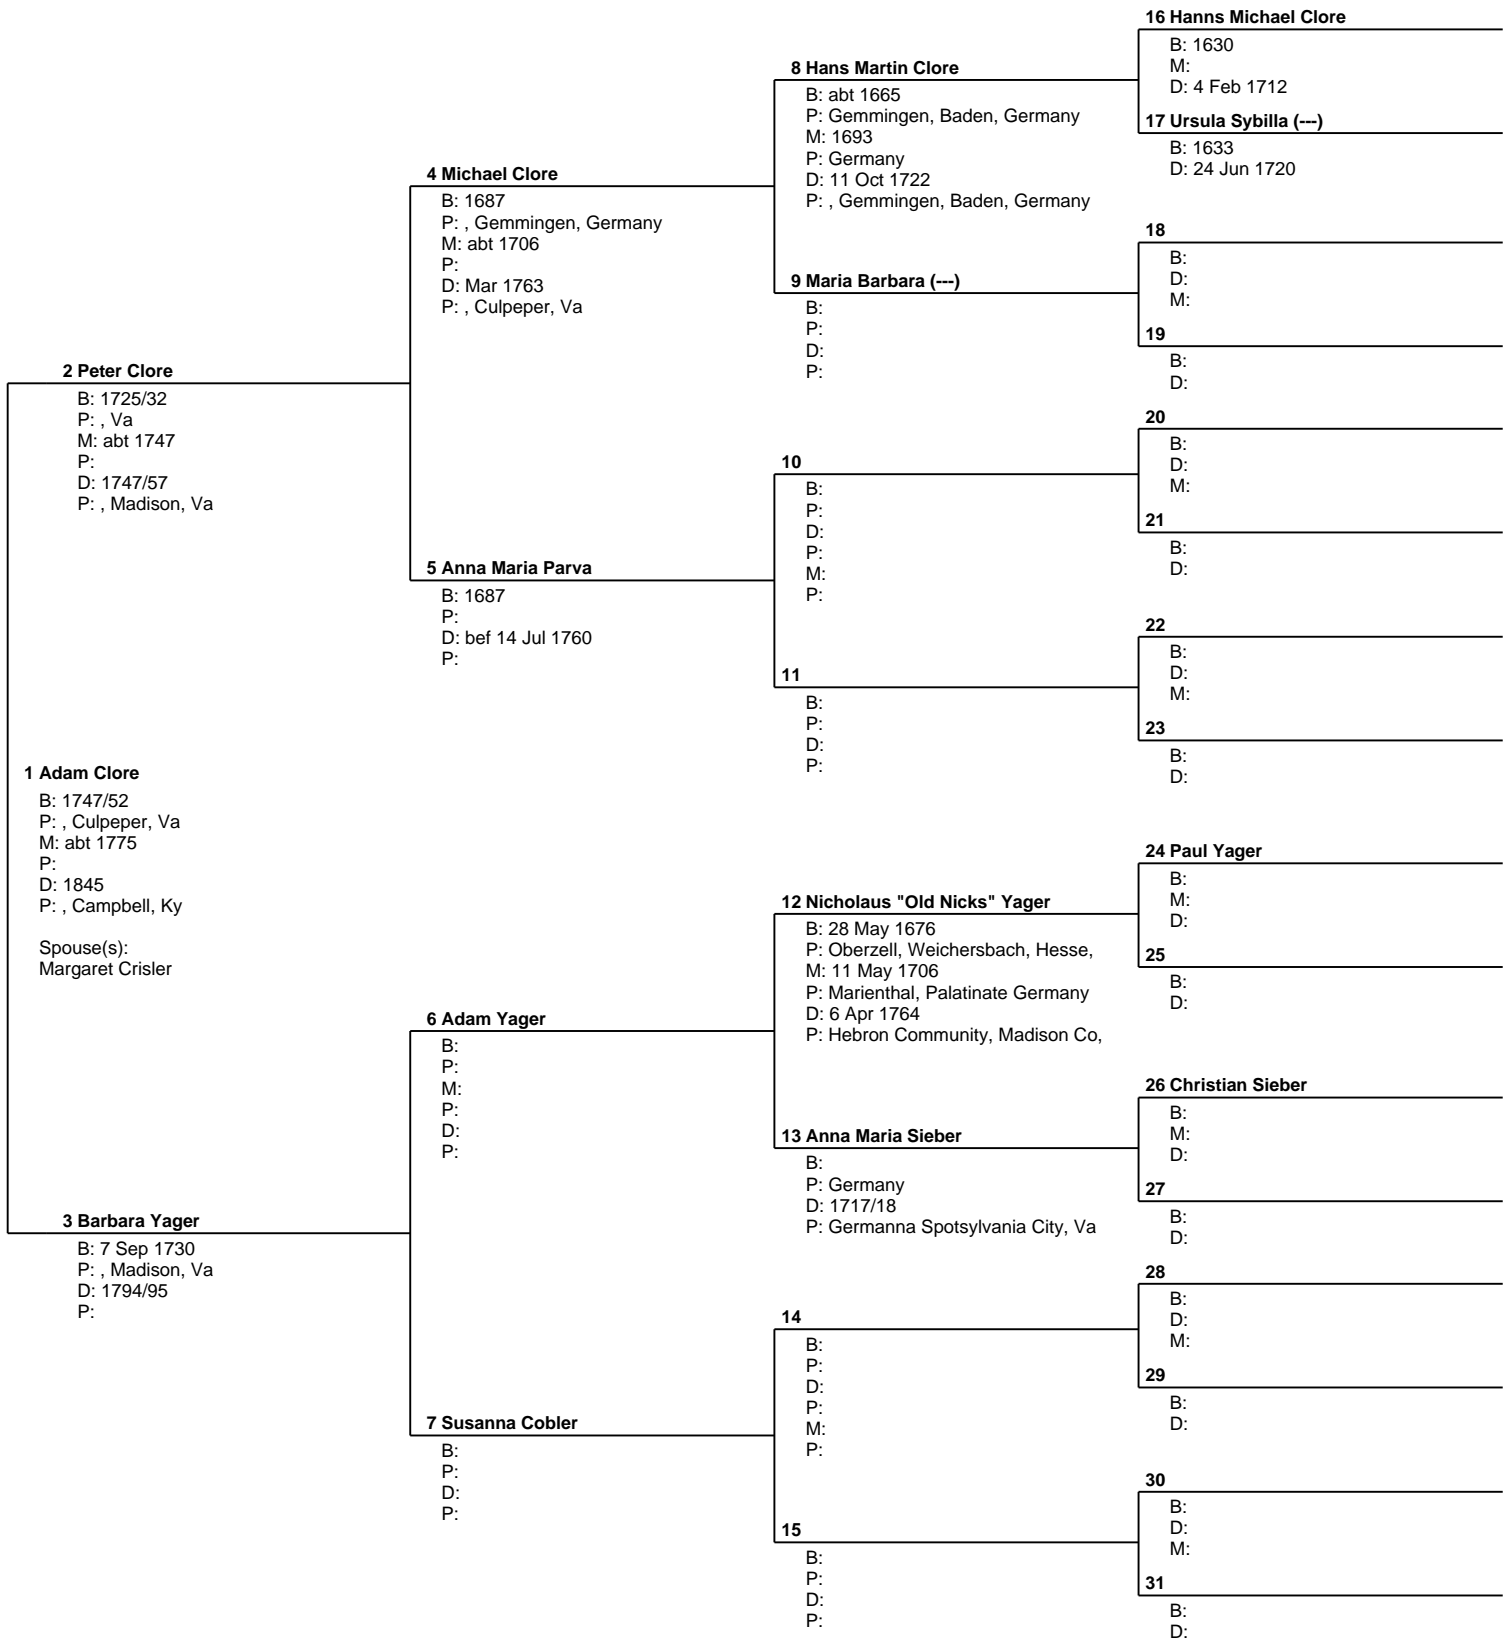 16 Hanns Michael Clore
B: 1630
M:
D: 4 Feb 1712
8 Hans Martin Clore
B: abt 1665
P: Gemmingen, Baden, Germany
M: 1693
P: Germany
D: 11 Oct 1722
P: , Gemmingen, Baden, Germany
17 Ursula Sybilla (---)
B: 1633
D: 24 Jun 1720
4 Michael Clore
B: 1687
P: , Gemmingen, Germany
M: abt 1706
P:
D: Mar 1763
P: , Culpeper, Va
18
B:
D:
M:
9 Maria Barbara (---)
B:
P:
D:
P:
19
B:
D:
2 Peter Clore
B: 1725/32
P: , Va
M: abt 1747
P:
D: 1747/57
P: , Madison, Va
20
B:
D:
M:
10
B:
P:
D:
P:
M:
P:
21
B:
D:
5 Anna Maria Parva
B: 1687
P:
D: bef 14 Jul 1760
P:
22
B:
D:
M:
11
B:
P:
D:
P:
23
B:
D:
1 Adam Clore
B: 1747/52
P: , Culpeper, Va
M: abt 1775
P:
D: 1845
P: , Campbell, Ky
Spouse(s):
Margaret Crisler
24 Paul Yager
B:
M:
D:
12 Nicholaus "Old Nicks" Yager
B: 28 May 1676
P: Oberzell, Weichersbach, Hesse,
M: 11 May 1706
P: Marienthal, Palatinate Germany
D: 6 Apr 1764
P: Hebron Community, Madison Co,
25
B:
D:
6 Adam Yager
B:
P:
M:
P:
D:
P:
26 Christian Sieber
B:
M:
D:
13 Anna Maria Sieber
B:
P: Germany
D: 1717/18
P: Germanna Spotsylvania City, Va
27
B:
D:
3 Barbara Yager
B: 7 Sep 1730
P: , Madison, Va
D: 1794/95
P:
28
B:
D:
M:
14
B:
P:
D:
P:
M:
P:
29
B:
D:
7 Susanna Cobler
B:
P:
D:
P:
30
B:
D:
M:
15
B:
P:
D:
P:
31
B:
D: